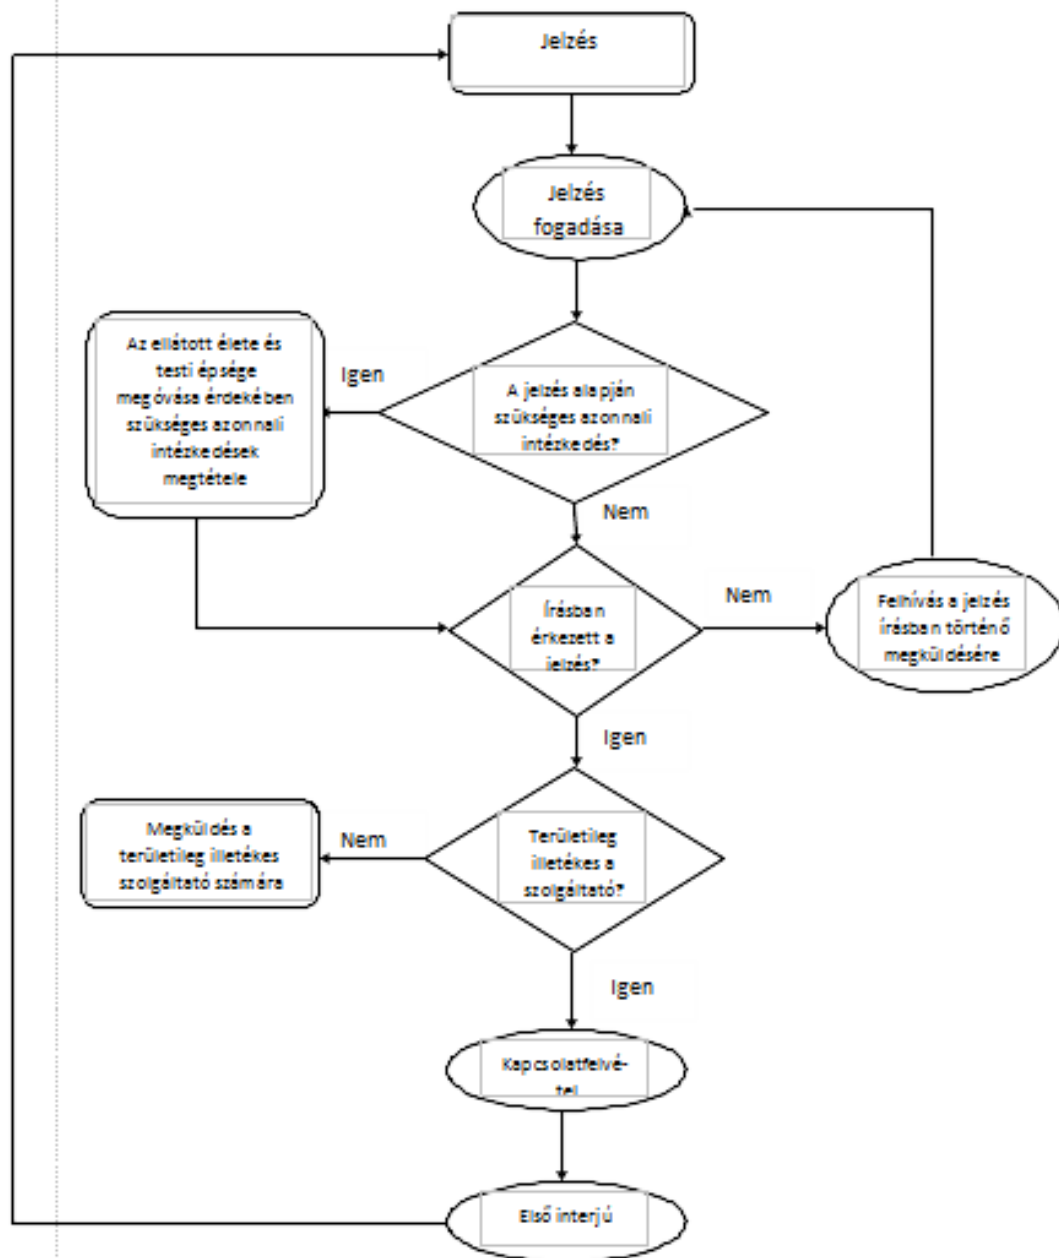 Jelzés
Jelzés
fogadása
Az ellátott élete és
testi épsége
megóvása érdekében
szükséges azonnali
intézkedések
megtétele
Igen
A jelzés alapján
szükséges azonnali
intézkedés?
Nem
Írásban
érkezett a
jelzés?
Nem
Felhívás a jelzés
írásban történő
megküldésére
Igen
Megküldés a
területileg illetékes
szolgáltató számára
Nem
Területileg
illetékes a
szolgáltató?
Igen
Kapcsolatfelvé-
tel
Első interjú